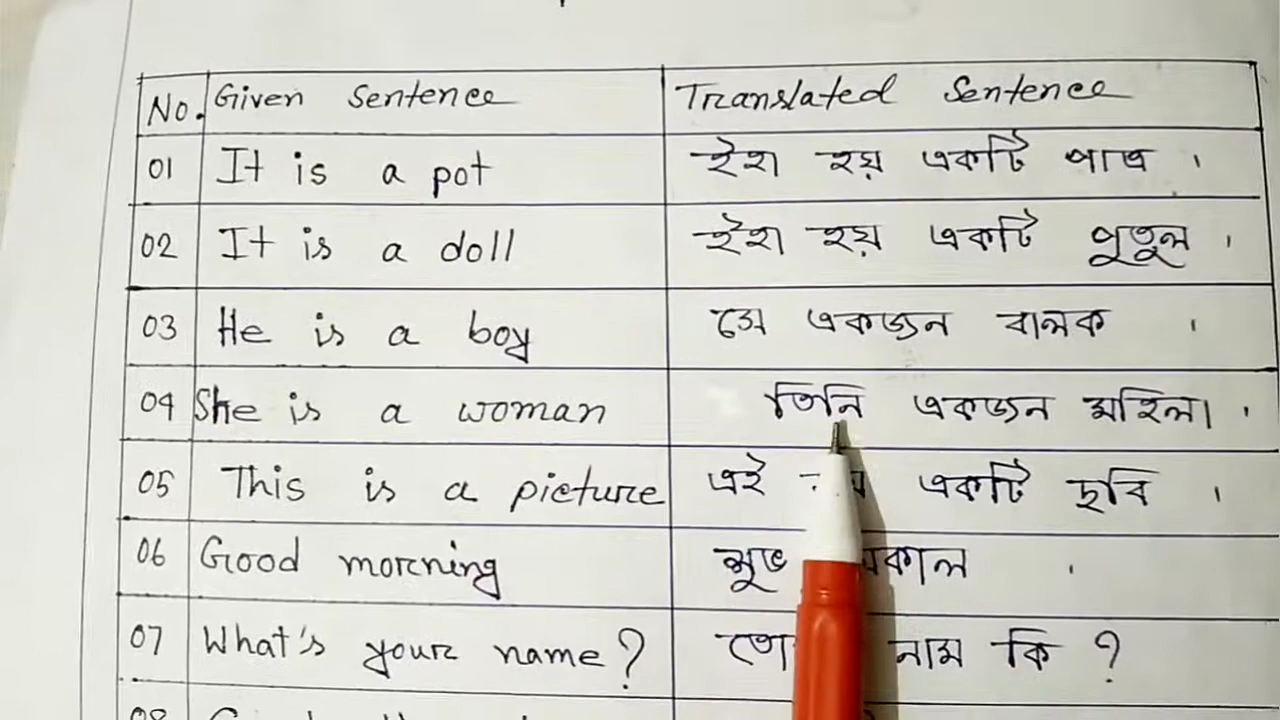 No. Given Sentence Translated Sentence
01 It is a pot ইহা হয় একটি পাত্র ।
02 It is a doll ইহা হয় একটি পুতুল ।
03 He is a boy সে একজন বালক ।
04 She is a woman তিনি একজন মহিলা ।
05 This is a picture এই একটি ছবি ।
06 Good morning শুভ ।
07 What's your name? নাম কি ?